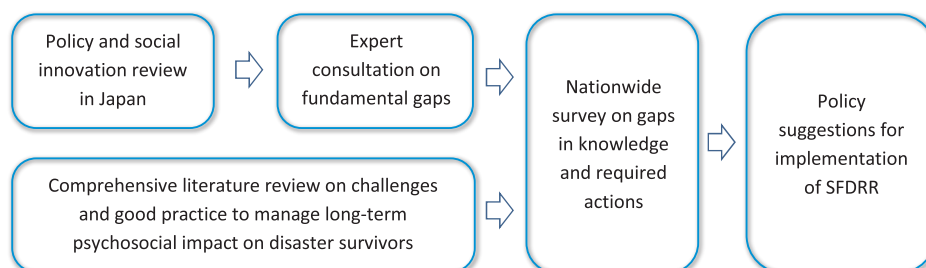 Policy and social
innovation review
in Japan
Expert
consultation on
fundamental gaps
Comprehensive literature review on challenges
and good practice to manage long-term
psychosocial impact on disaster survivors
Nationwide
survey on gaps
in knowledge
and required
actions
Policy
suggestions for
implementation
of SFDRR